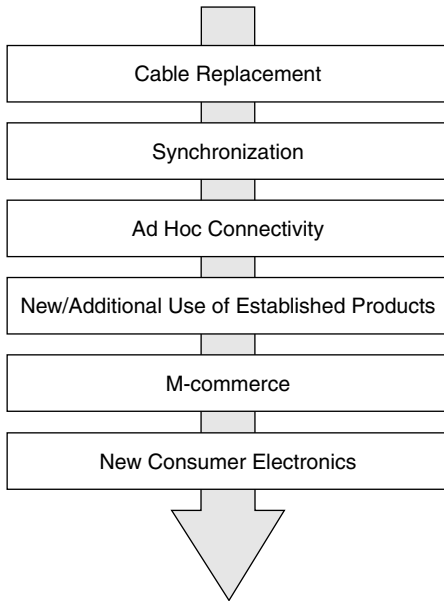 Cable Replacement
Synchronization
Ad Hoc Connectivity
New/Additional Use of Established Products
M-commerce
New Consumer Electronics